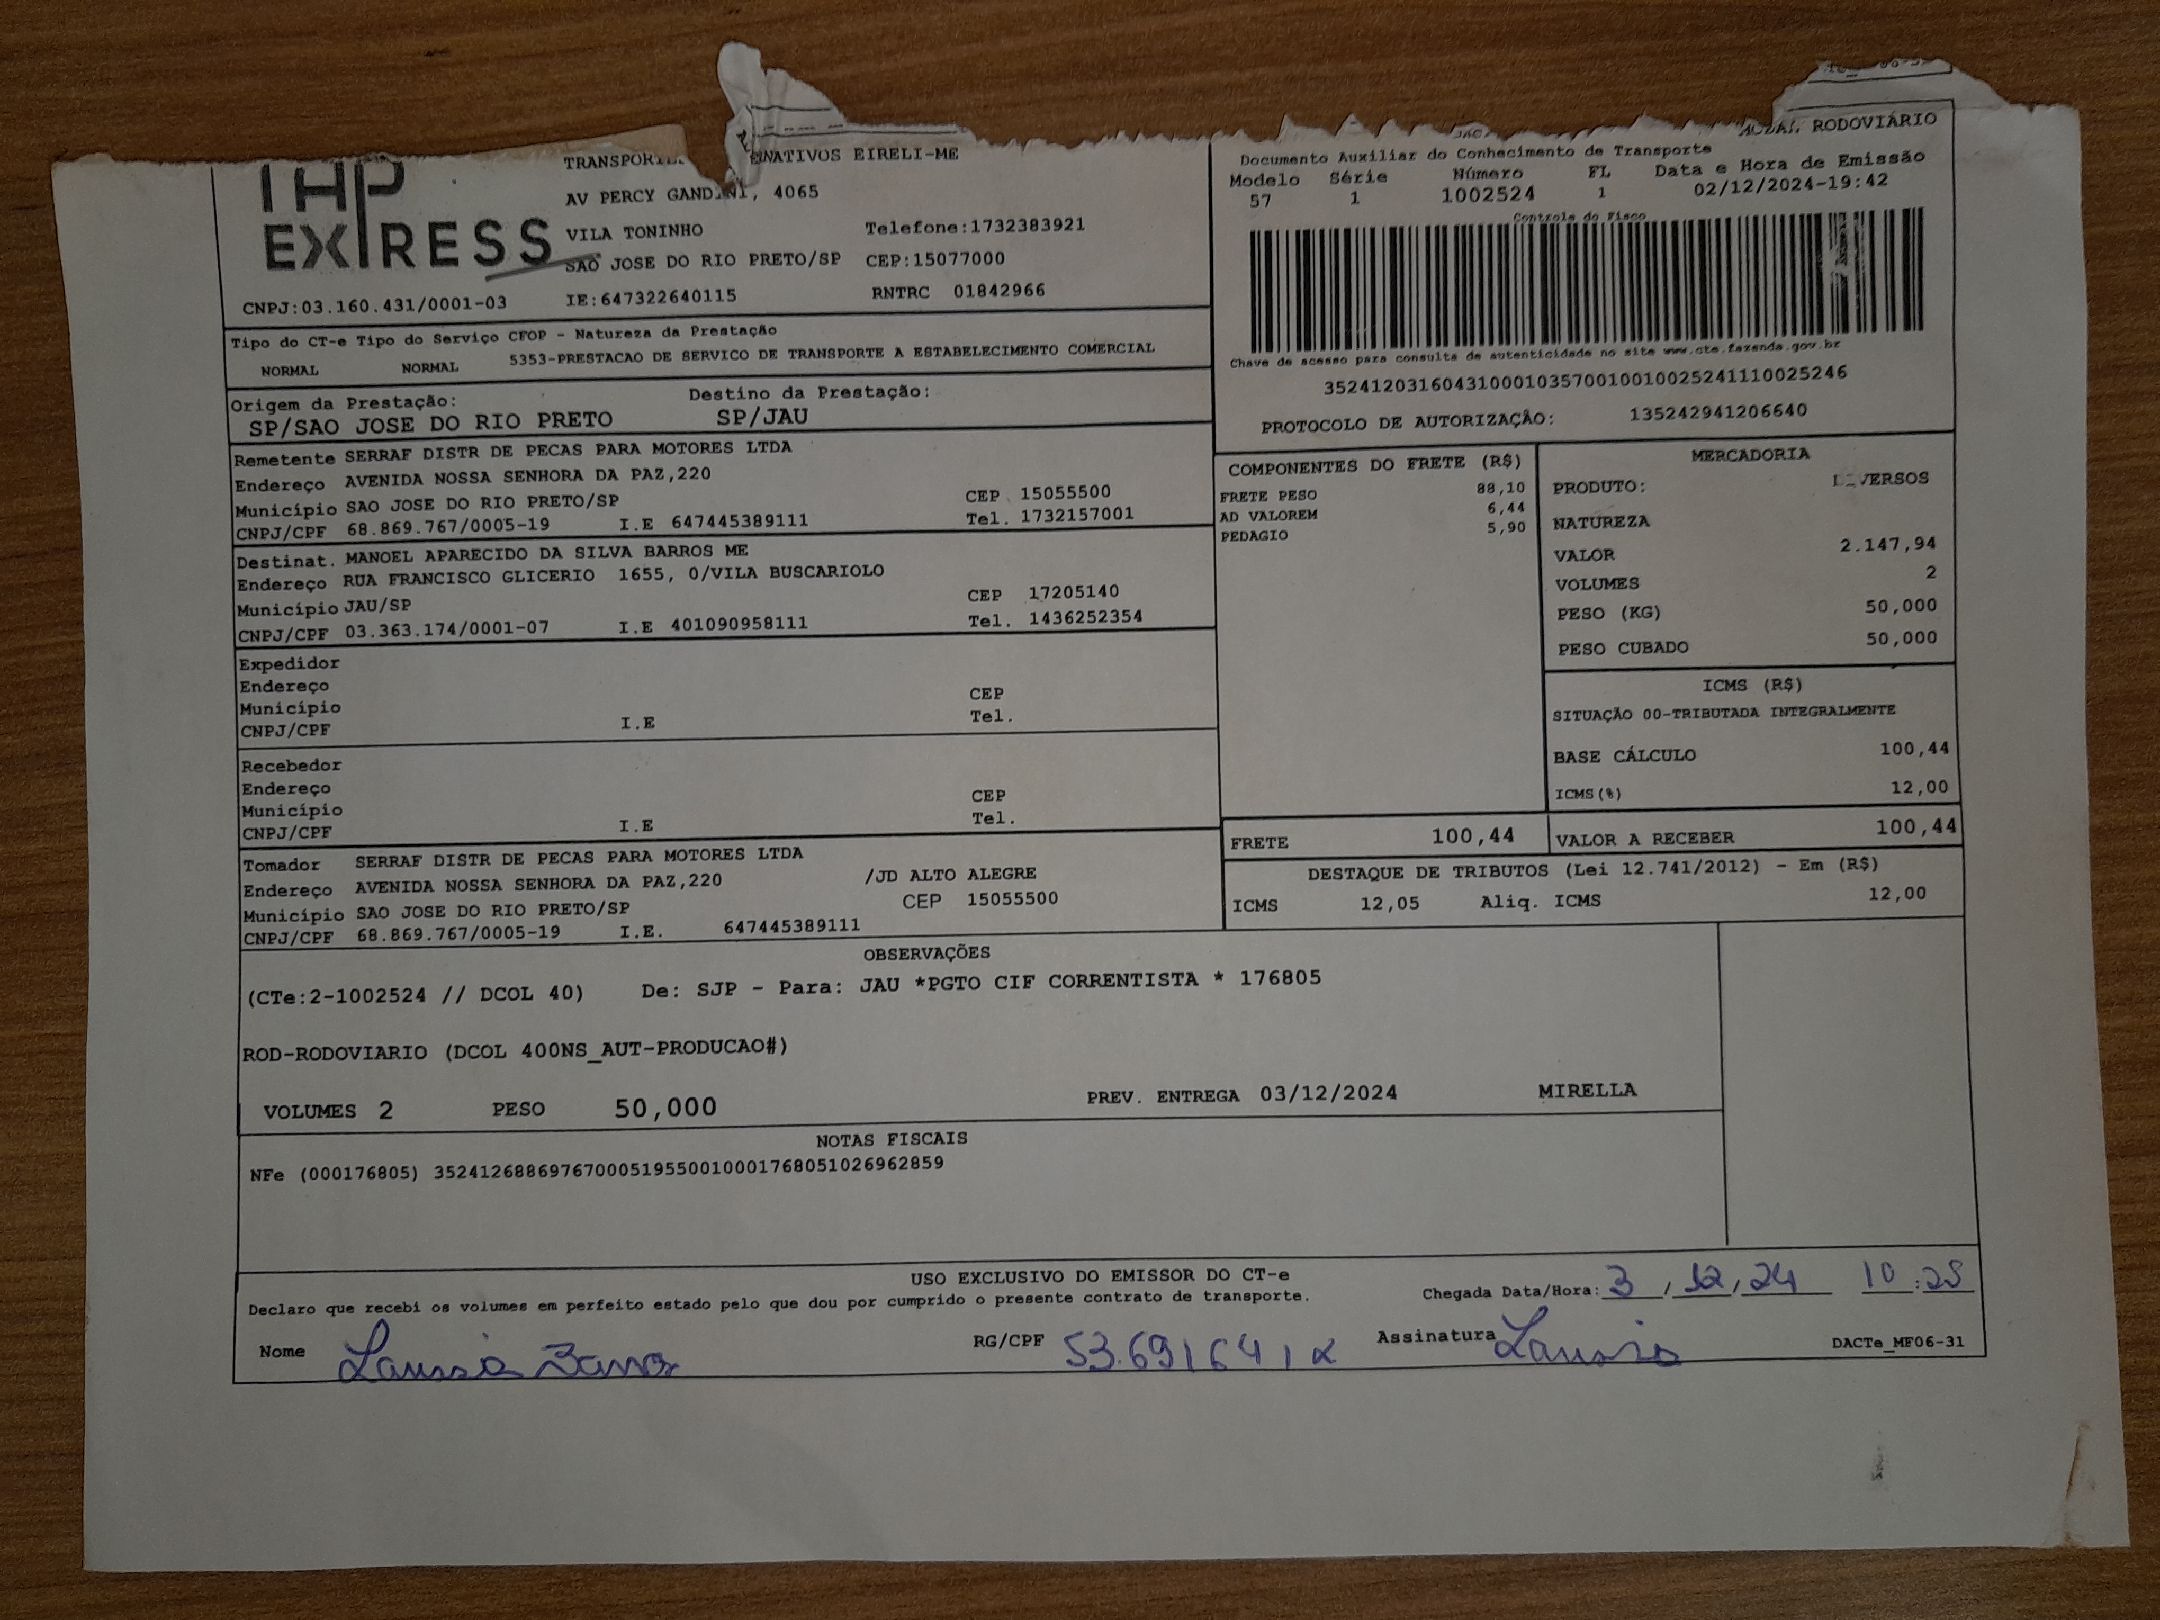 MODAL RODOVIÁRIO
THP
EXPRESS
NATIVOS EIRELI-ME
AV PERCY GANDINI, 4065
VILA TONINHO Telefone:1732383921
SAO JOSE DO RIO PRETO/SP CEP:15077000
CNPJ:03.160.431/0001-03 IE:647322640115 RNTRC 01842966
Documento Auxiliar do Conhecimento de Transporte
Modelo Série Número FL Data e Hora de Emissão
57 1 1002524 1 02/12/2024-19:42
Controle do Fisco
Chave de acesso para consulta de autenticidade no site www.cte.fazenda.gov.br
35241203160431000103570010010025241110025246
PROTOCOLO DE AUTORIZAÇÃO: 135242941206640
Tipo do CT-e Tipo do Serviço CFOP - Natureza da Prestação
NORMAL NORMAL 5353-PRESTACAO DE SERVICO DE TRANSPORTE A ESTABELECIMENTO COMERCIAL
Origem da Prestação: Destino da Prestação:
SP/SAO JOSE DO RIO PRETO SP/JAU
Remetente SERRAF DISTR DE PECAS PARA MOTORES LTDA
Endereço AVENIDA NOSSA SENHORA DA PAZ,220
Município SAO JOSE DO RIO PRETO/SP CEP 15055500
CNPJ/CPF 68.869.767/0005-19 I.E 647445389111 Tel. 1732157001
Destinat. MANOEL APARECIDO DA SILVA BARROS ME
Endereço RUA FRANCISCO GLICERIO 1655, 0/VILA BUSCARIOLO
Município JAU/SP CEP 17205140
CNPJ/CPF 03.363.174/0001-07 I.E 401090958111 Tel. 1436252354
Expedidor
Endereço
Município CEP
CNPJ/CPF I.E Tel.
Recebedor
Endereço
Município CEP
CNPJ/CPF I.E Tel.
Tomador SERRAF DISTR DE PECAS PARA MOTORES LTDA
Endereço AVENIDA NOSSA SENHORA DA PAZ,220 /JD ALTO ALEGRE
Município SAO JOSE DO RIO PRETO/SP CEP 15055500
CNPJ/CPF 68.869.767/0005-19 I.E. 647445389111
COMPONENTES DO FRETE (R$)
FRETE PESO 88,10
AD VALOREM 6,44
PEDAGIO 5,90
MERCADORIA
PRODUTO: DIVERSOS
NATUREZA
VALOR 2.147,94
VOLUMES 2
PESO (KG) 50,000
PESO CUBADO 50,000
ICMS (R$)
SITUAÇÃO 00-TRIBUTADA INTEGRALMENTE
BASE CÁLCULO 100,44
ICMS(%) 12,00
FRETE 100,44 VALOR A RECEBER 100,44
DESTAQUE DE TRIBUTOS (Lei 12.741/2012) - Em (R$)
ICMS 12,05 Aliq. ICMS 12,00
OBSERVAÇÕES
(CTe:2-1002524 // DCOL 40) De: SJP - Para: JAU *PGTO CIF CORRENTISTA * 176805
ROD-RODOVIARIO (DCOL 400NS_AUT-PRODUCAO#)
VOLUMES 2 PESO 50,000 PREV. ENTREGA 03/12/2024 MIRELLA
NOTAS FISCAIS
NFe (000176805) 35241268869767000519550010001768051026962859
USO EXCLUSIVO DO EMISSOR DO CT-e
Declaro que recebi os volumes em perfeito estado pelo que dou por cumprido o presente contrato de transporte. Chegada Data/Hora: 3 / 12 / 24 10:25
Nome RG/CPF 53.691641 Assinatura DACTe_MF06-31